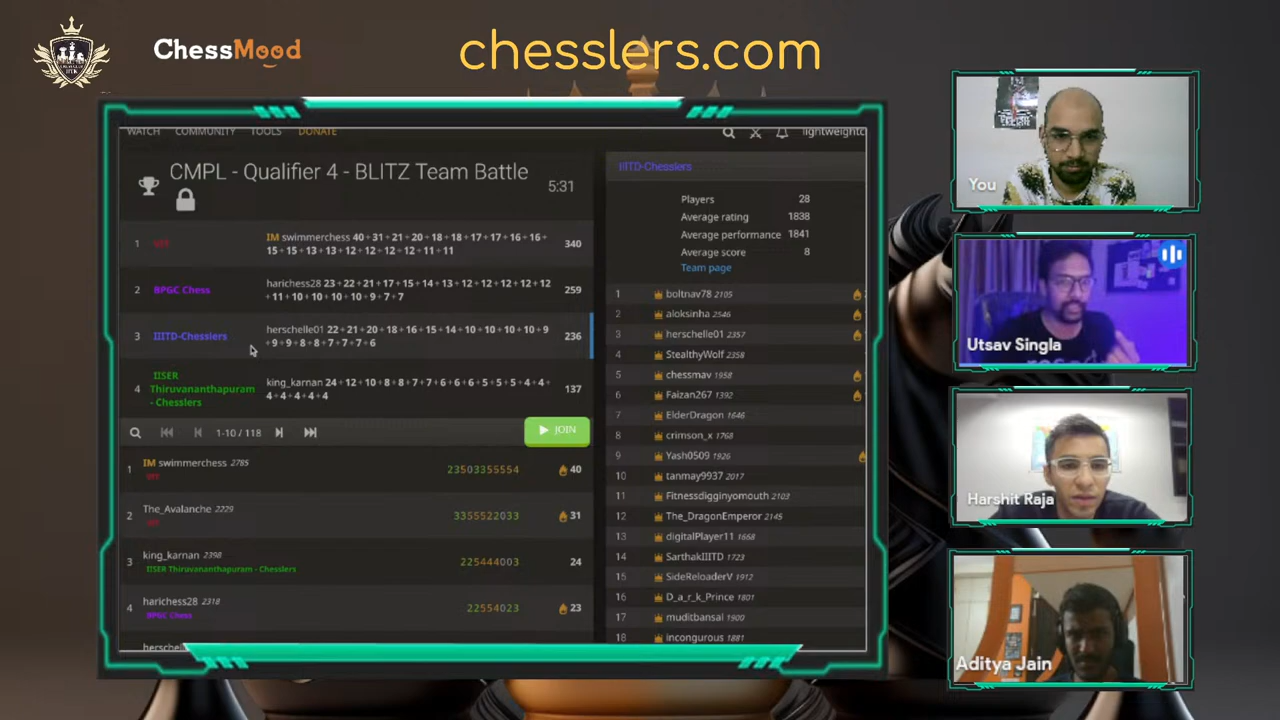 ChessMood
chesslers.com
WATCH COMMUNITY TOOLS DONATE
CMPL - Qualifier 4 - BLITZ Team Battle
5:31
1 VIT IM swimmerchess 40+31+21+20+18+18+17+17+16+16+
15+15+13+13+12+12+12+12+11+11 340
2 BPGC Chess harichess28 23+22+21+17+15+14+13+12+12+12+12+12
+11+10+10+10+10+9+7+7 259
3 IIITD-Chesslers herschelle01 22+21+20+18+16+15+14+10+10+10+10+9
+9+9+8+8+7+7+7+6 236
4 IISER
Thiruvananthapuram
- Chesslers
king_karnan 24+12+10+8+8+7+7+6+6+6+5+5+5+4+4+
4+4+4+4+4 137
1-10 / 118
JOIN
1 IM swimmerchess 2785 23503355554 40
VIT
2 The_Avalanche 2229 3355522033 31
VIT
3 king_karnan 2398 225444003 24
IISER Thiruvananthapuram - Chesslers
4 harichess28 2318 22554023 23
BPGC Chess
IIITD-Chesslers
Players 28
Average rating 1838
Average performance 1841
Average score 8
Team page
1 boltnav78 2105
2 aloksinha 2546
3 herschelle01 2357
4 StealthyWolf 2358
5 chessmav 1958
6 Faizan267 1392
7 ElderDragon 1646
8 crimson_x 1768
9 Yash0509 1926
10 tanmay9937 2017
11 Fitnessdigginyomouth 2103
12 The_DragonEmperor 2145
13 digitalPlayer11 1668
14 SarthakIIITD 1723
15 SideReloaderV 1912
16 D_a_r_k_Prince 1801
17 muditbansal 1900
18 incongurous 1881
You
Utsav Singla
Harshit Raja
Aditya Jain